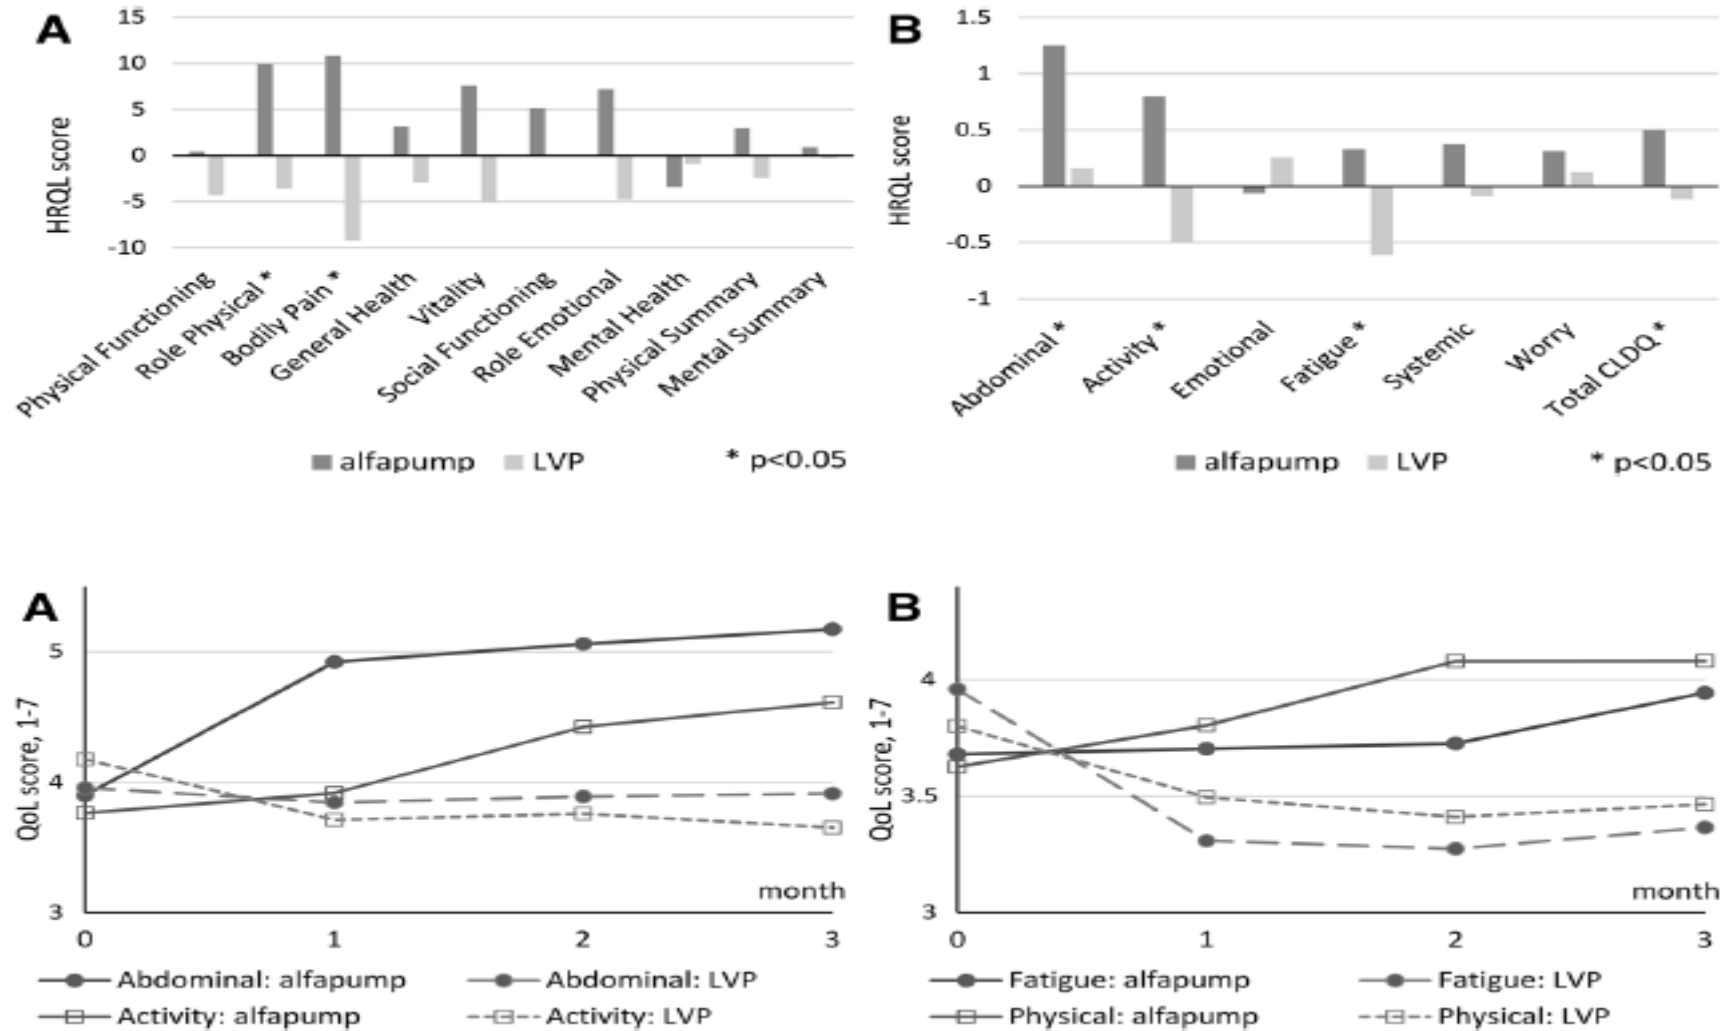 A
HRQL score
15
10
5
0
-5
-10
Physical Functioning
Role Physical *
Bodily Pain *
General Health
Vitality
Social Functioning
Role Emotional
Mental Health
Physical Summary
Mental Summary
alfapump LVP * p<0.05
B
HRQL score
1.5
1
0.5
0
-0.5
-1
Abdominal *
Activity *
Emotional
Fatigue *
Systemic
Worry
Total CLDQ *
alfapump LVP * p<0.05
A
QoL score, 1-7
5
4
3
month
0 1 2 3
Abdominal: alfapump Abdominal: LVP
Activity: alfapump Activity: LVP
B
QoL score, 1-7
4
3.5
3
month
0 1 2 3
Fatigue: alfapump Fatigue: LVP
Physical: alfapump Physical: LVP